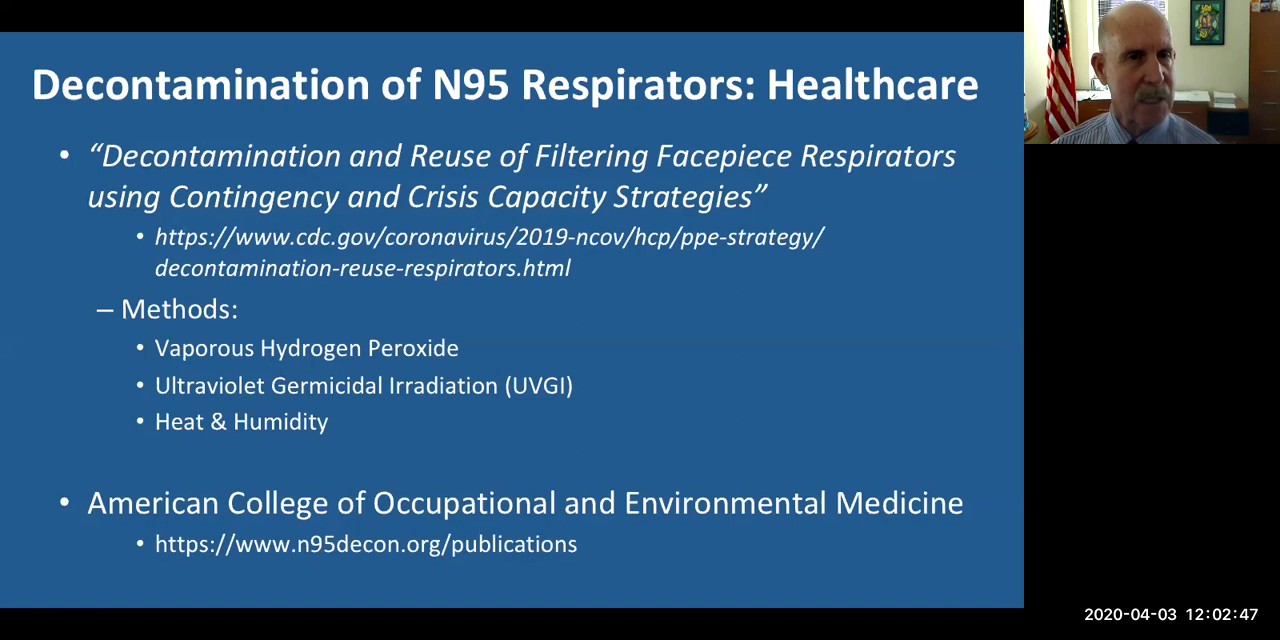 Decontamination of N95 Respirators: Healthcare
• “Decontamination and Reuse of Filtering Facepiece Respirators
using Contingency and Crisis Capacity Strategies”
• https://www.cdc.gov/coronavirus/2019-ncov/hcp/ppe-strategy/
decontamination-reuse-respirators.html
– Methods:
• Vaporous Hydrogen Peroxide
• Ultraviolet Germicidal Irradiation (UVGI)
• Heat & Humidity
• American College of Occupational and Environmental Medicine
• https://www.n95decon.org/publications
2020-04-03 12:02:47